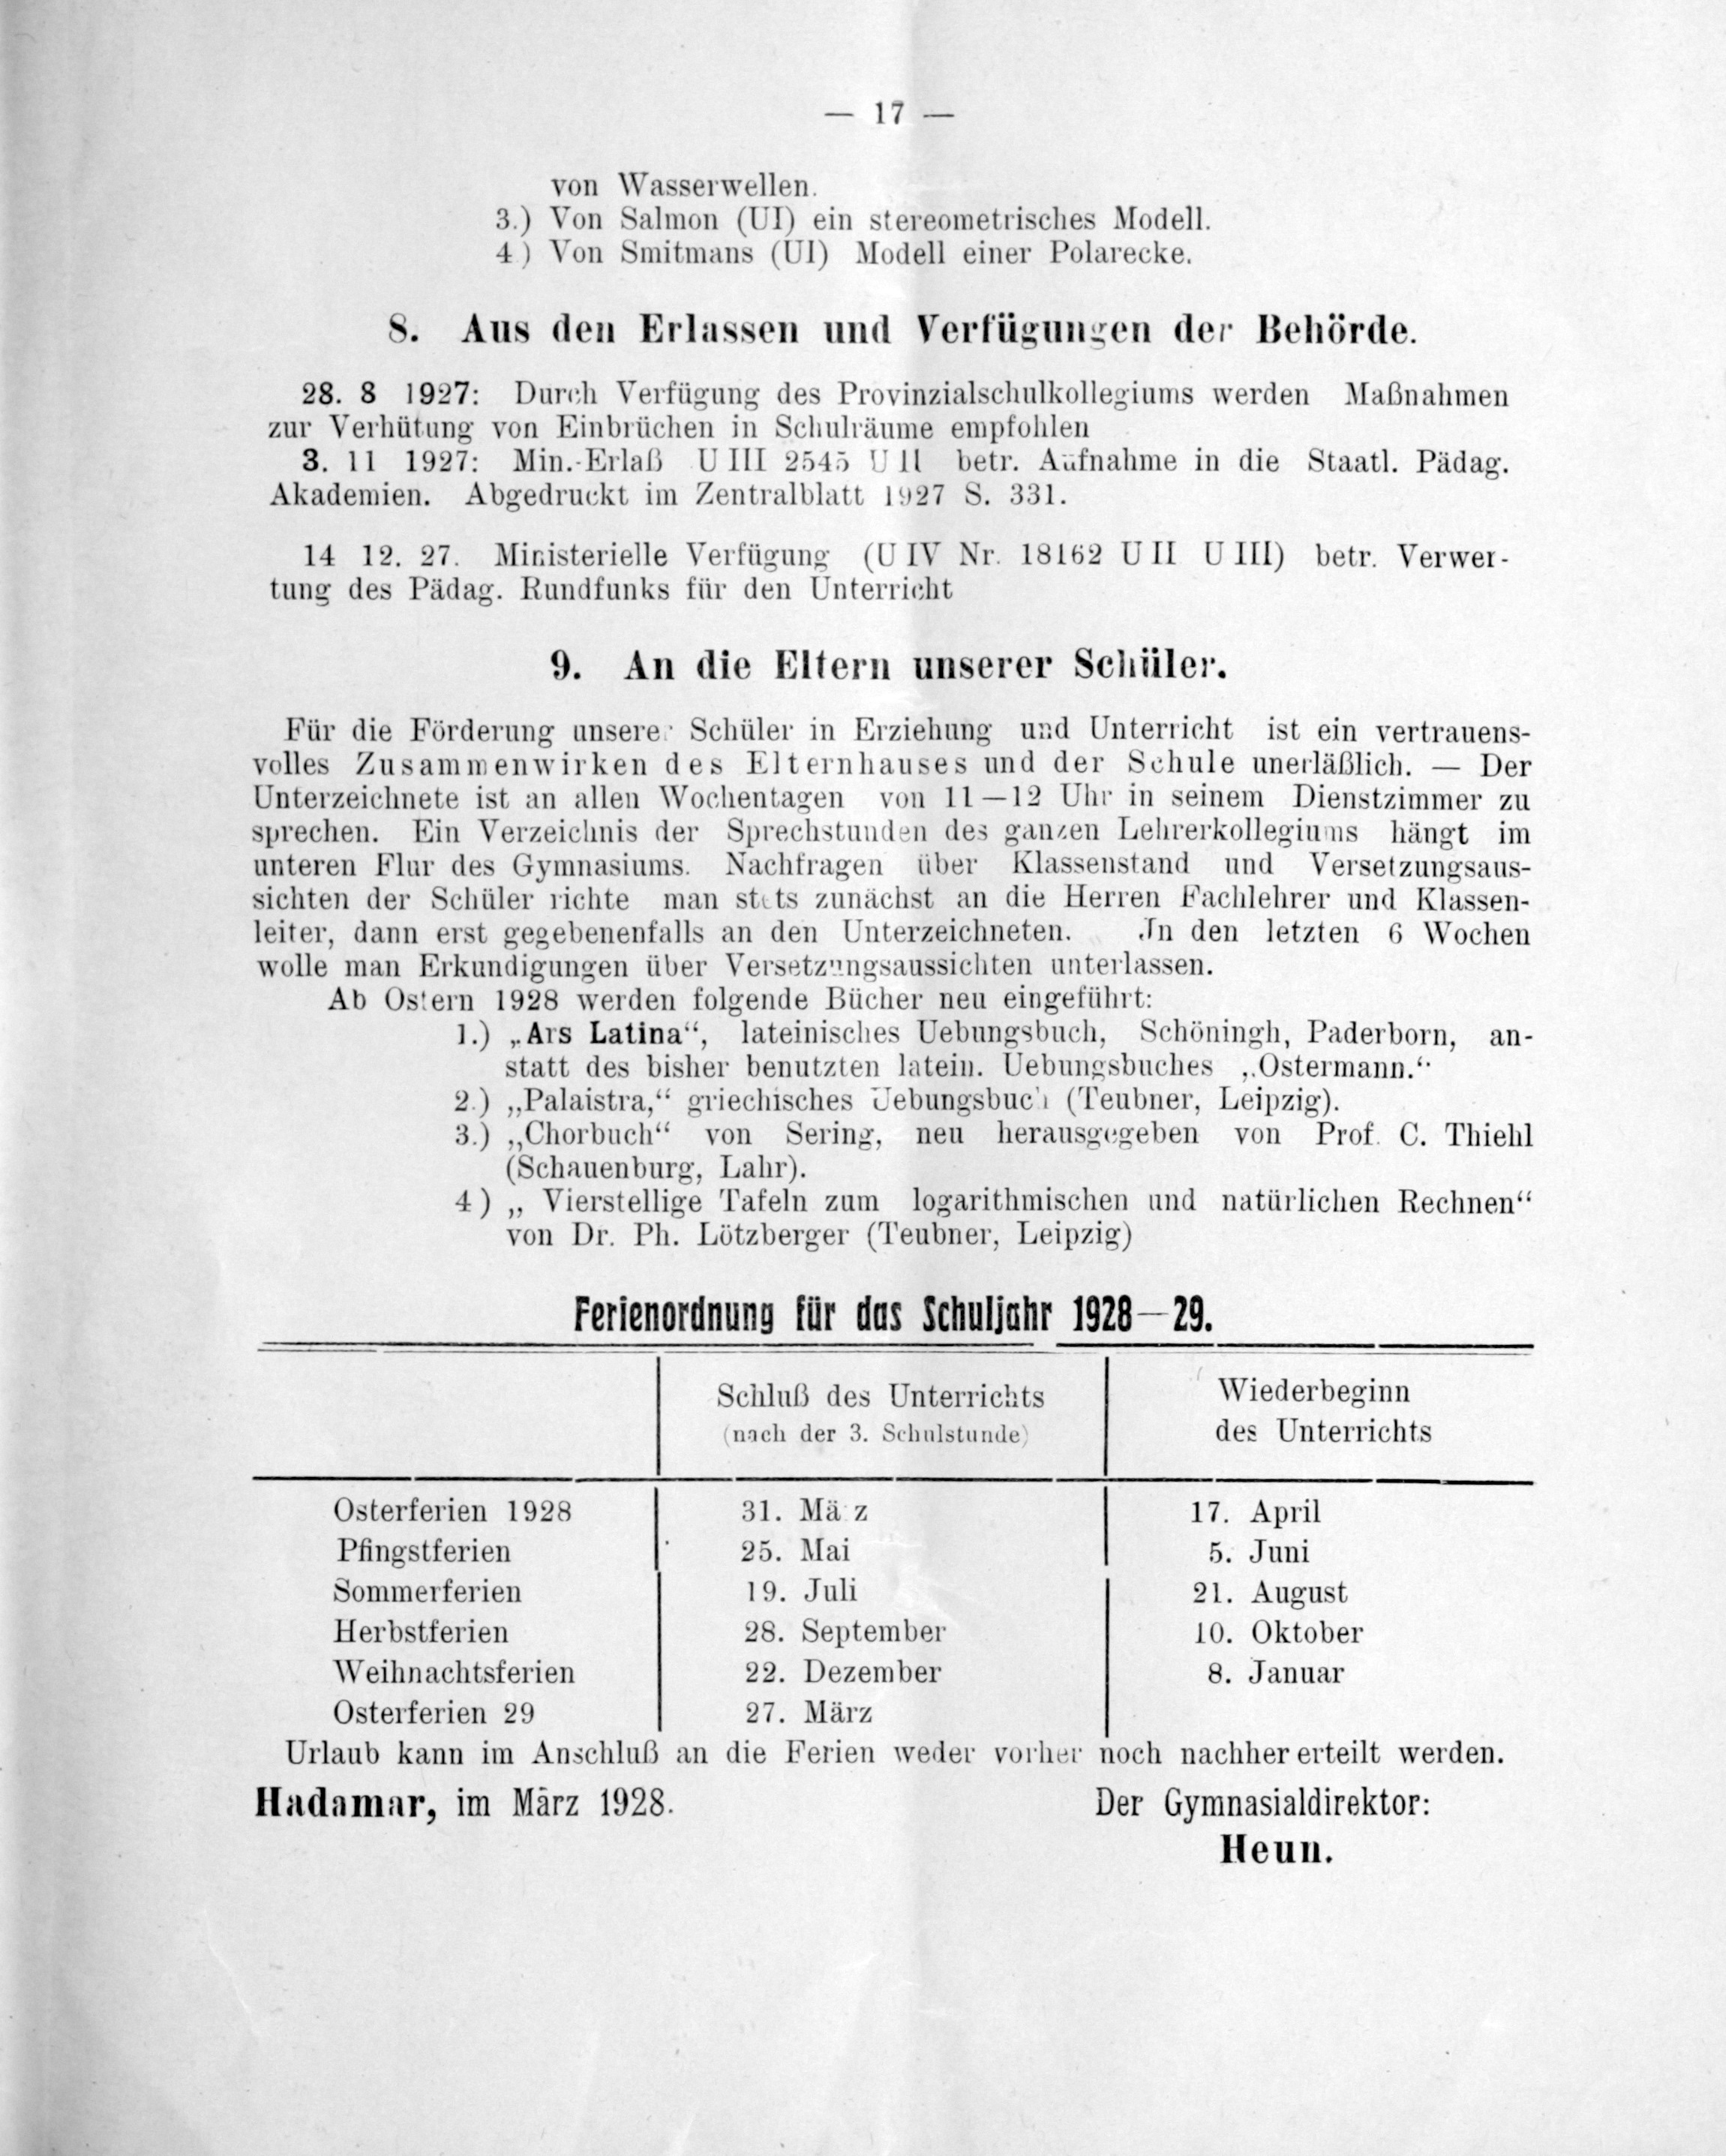 — 17 —
von Wasserwellen.
3.) Von Salmon (UI) ein stereometrisches Modell.
4 ) Von Smitmans (UI) Modell einer Polarecke.
8. Aus den Erlassen und Verfügungen der Behörde.
28. 8 1927: Durch Verfügung des Provinzialschulkollegiums werden Maßnahmen
zur Verhütung von Einbrüchen in Schulräume empfohlen
3. 11 1927: Min.-Erlaß U III 2545 U II betr. Aufnahme in die Staatl. Pädag.
Akademien. Abgedruckt im Zentralblatt 1927 S. 331.
14 12. 27. Ministerielle Verfügung (U IV Nr. 18162 U II U III) betr. Verwer-
tung des Pädag. Rundfunks für den Unterricht
9. An die Eltern unserer Schüler.
Für die Förderung unserer Schüler in Erziehung und Unterricht ist ein vertrauens-
volles Zusammenwirken des Elternhauses und der Schule unerläßlich. — Der
Unterzeichnete ist an allen Wochentagen von 11—12 Uhr in seinem Dienstzimmer zu
sprechen. Ein Verzeichnis der Sprechstunden des ganzen Lehrerkollegiums hängt im
unteren Flur des Gymnasiums. Nachfragen über Klassenstand und Versetzungsaus-
sichten der Schüler richte man stets zunächst an die Herren Fachlehrer und Klassen-
leiter, dann erst gegebenenfalls an den Unterzeichneten. In den letzten 6 Wochen
wolle man Erkundigungen über Versetzungsaussichten unterlassen.
Ab Ostern 1928 werden folgende Bücher neu eingeführt:
1.) „Ars Latina“, lateinisches Uebungsbuch, Schöningh, Paderborn, an-
statt des bisher benutzten latein. Uebungsbuches „Ostermann.“
2.) „Palaistra,“ griechisches Uebungsbuch (Teubner, Leipzig).
3.) „Chorbuch“ von Sering, neu herausgegeben von Prof. C. Thiehl
(Schauenburg, Lahr).
4 ) „ Vierstellige Tafeln zum logarithmischen und natürlichen Rechnen“
von Dr. Ph. Lötzberger (Teubner, Leipzig)
Ferienordnung für das Schuljahr 1928—29.
Schluß des Unterrichts Wiederbeginn
(nach der 3. Schulstunde) des Unterrichts
Osterferien 1928 31. März 17. April
Pfingstferien 25. Mai 5. Juni
Sommerferien 19. Juli 21. August
Herbstferien 28. September 10. Oktober
Weihnachtsferien 22. Dezember 8. Januar
Osterferien 29 27. März
Urlaub kann im Anschluß an die Ferien weder vorher noch nachher erteilt werden.
Hadamar, im März 1928. Der Gymnasialdirektor:
Heun.